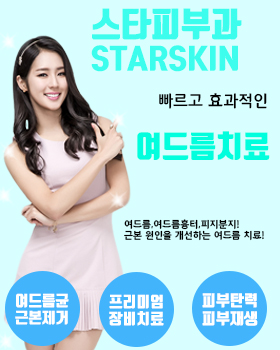 스타피부과
STARSKIN
빠르고 효과적인
여드름치료
여드름,여드름흉터,피지분지!
근본 원인을 개선하는 여드름 치료!
여드름균
근본제거
프리미엄
장비치료
피부탄력
피부재생